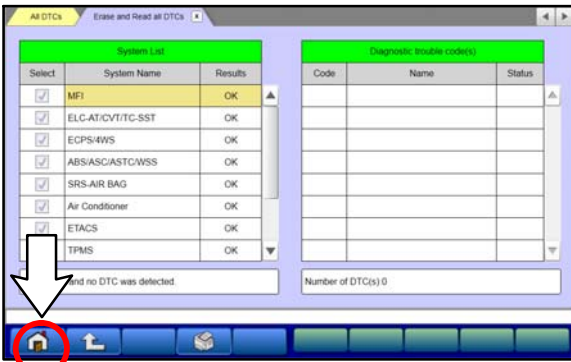 All DTCs Erase and Read all DTCs x
System List
Select System Name Results
MFI OK
ELC-AT/CVT/TC-SST OK
ECPS/4WS OK
ABS/ASC/ASTC/WSS OK
SRS-AIR BAG OK
Air Conditioner OK
ETACS OK
TPMS OK
and no DTC was detected.
Diagnostic trouble code(s)
Code Name Status
Number of DTC(s) 0